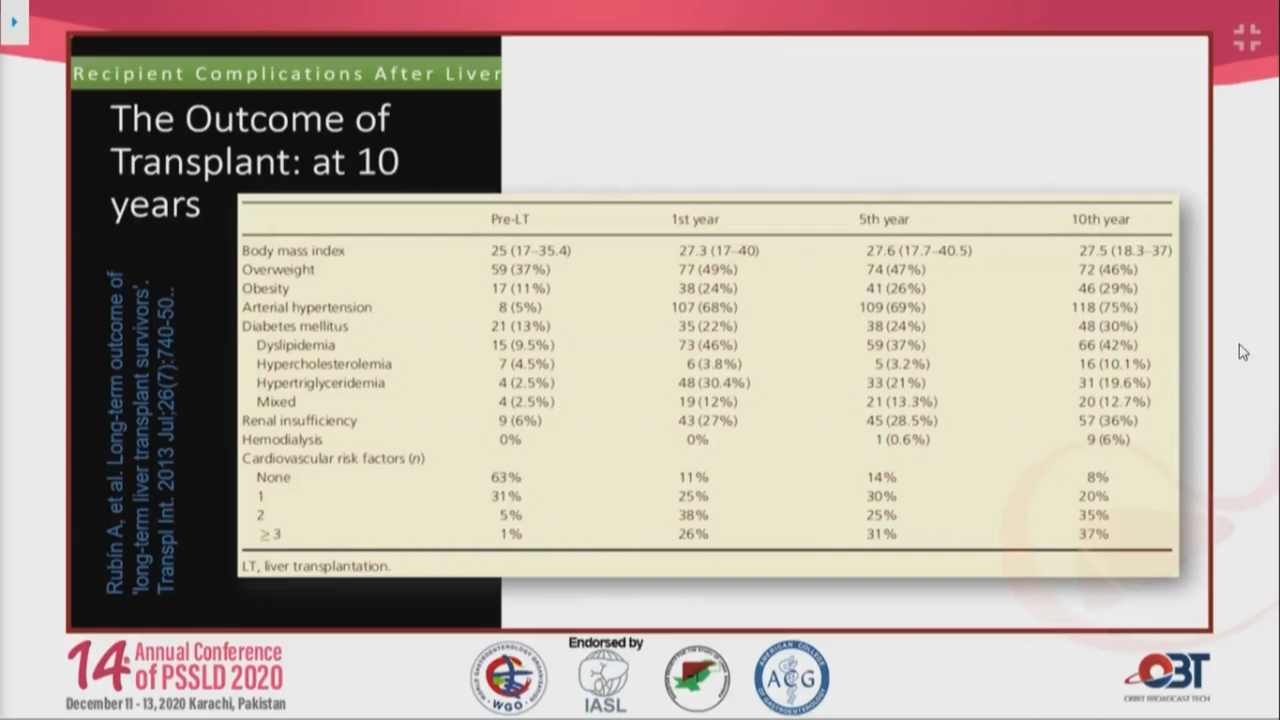 Recipient Complications After Liver
The Outcome of
Transplant: at 10
years
Rubín A, et al. Long-term outcome of
'long-term liver transplant survivors'.
Transpl Int. 2013 Jul;26(7):740-50..
Pre-LT 1st year 5th year 10th year
Body mass index 25 (17–35.4) 27.3 (17–40) 27.6 (17.7–40.5) 27.5 (18.3–37)
Overweight 59 (37%) 77 (49%) 74 (47%) 72 (46%)
Obesity 17 (11%) 38 (24%) 41 (26%) 46 (29%)
Arterial hypertension 8 (5%) 107 (68%) 109 (69%) 118 (75%)
Diabetes mellitus 21 (13%) 35 (22%) 38 (24%) 48 (30%)
Dyslipidemia 15 (9.5%) 73 (46%) 59 (37%) 66 (42%)
Hypercholesterolemia 7 (4.5%) 6 (3.8%) 5 (3.2%) 16 (10.1%)
Hypertriglyceridemia 4 (2.5%) 48 (30.4%) 33 (21%) 31 (19.6%)
Mixed 4 (2.5%) 19 (12%) 21 (13.3%) 20 (12.7%)
Renal insufficiency 9 (6%) 43 (27%) 45 (28.5%) 57 (36%)
Hemodialysis 0% 0% 1 (0.6%) 9 (6%)
Cardiovascular risk factors (n)
None 63% 11% 14% 8%
1 31% 25% 30% 20%
2 5% 38% 25% 35%
≥3 1% 26% 31% 37%
LT, liver transplantation.
14th Annual Conference
of PSSLD 2020
December 11 - 13, 2020 Karachi, Pakistan
WGO
Endorsed by
IASL
AMERICAN COLLEGE
OF GASTROENTEROLOGY
ACG
OBT
ORBIT BROADCAST TECH